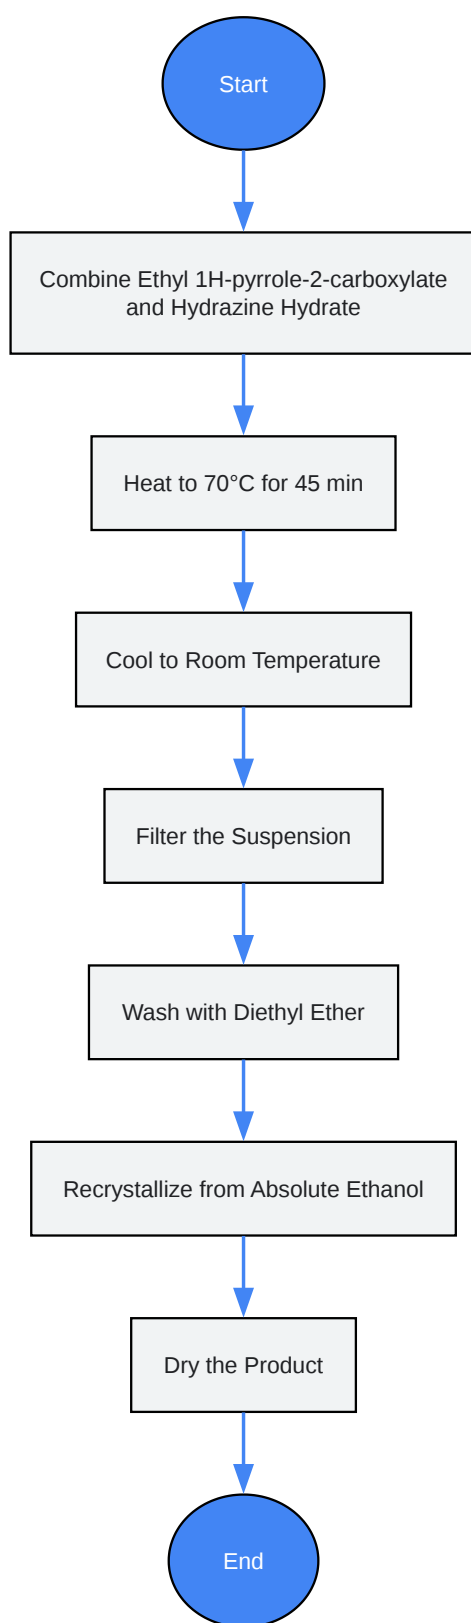 Start
Combine Ethyl 1H-pyrrole-2-carboxylate
and Hydrazine Hydrate
Heat to 70°C for 45 min
Cool to Room Temperature
Filter the Suspension
Wash with Diethyl Ether
Recrystallize from Absolute Ethanol
Dry the Product
End